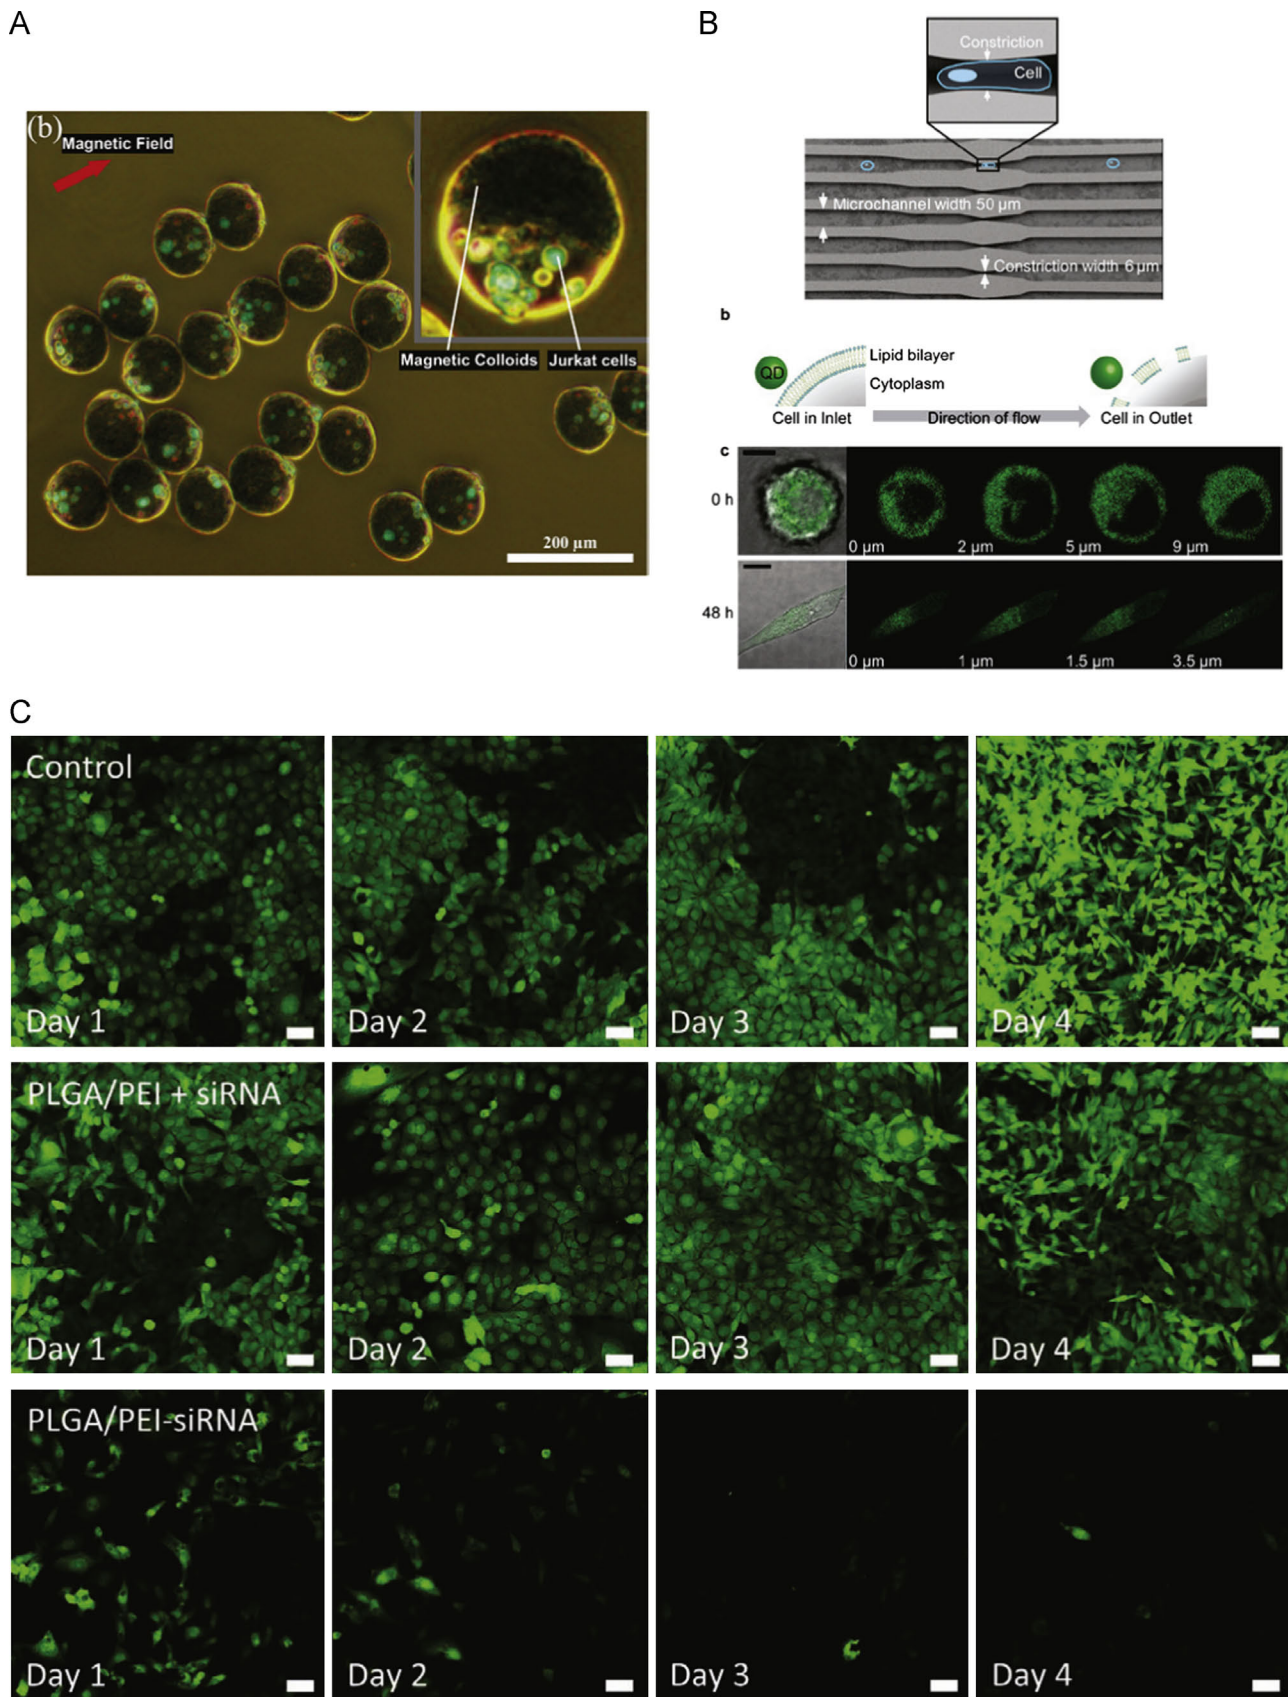 A
B
(b)
Magnetic Field
Magnetic Colloids
Jurkat cells
200 µm
Constriction
Cell
Microchannel width 50 µm
Constriction width 6 µm
b
QD
Lipid bilayer
Cytoplasm
Cell in Inlet
Direction of flow
Cell in Outlet
c
0 h
0 µm
2 µm
5 µm
9 µm
48 h
0 µm
1 µm
1.5 µm
3.5 µm
C
Control
Day 1
Day 2
Day 3
Day 4
PLGA/PEI + siRNA
Day 1
Day 2
Day 3
Day 4
PLGA/PEI-siRNA
Day 1
Day 2
Day 3
Day 4